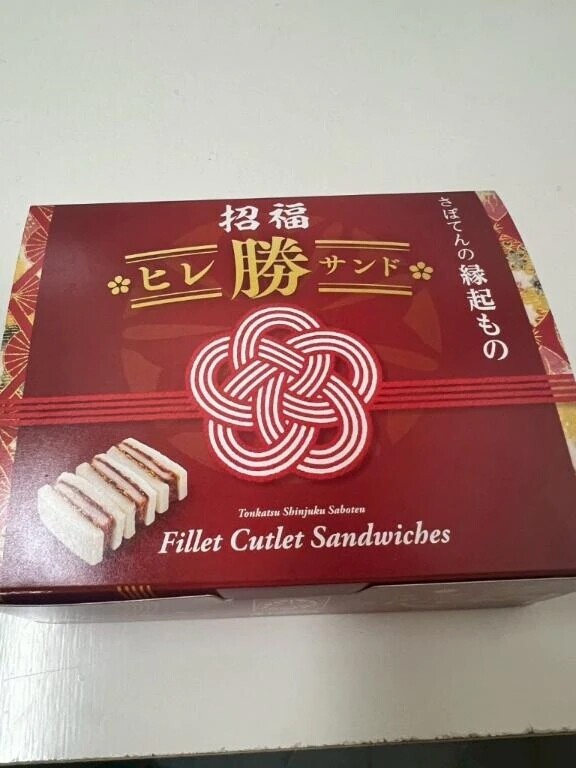 招福
ヒレ勝サンド
さぼてんの縁起もの
Tonkatsu Shinjuku Saboten
Fillet Cutlet Sandwiches